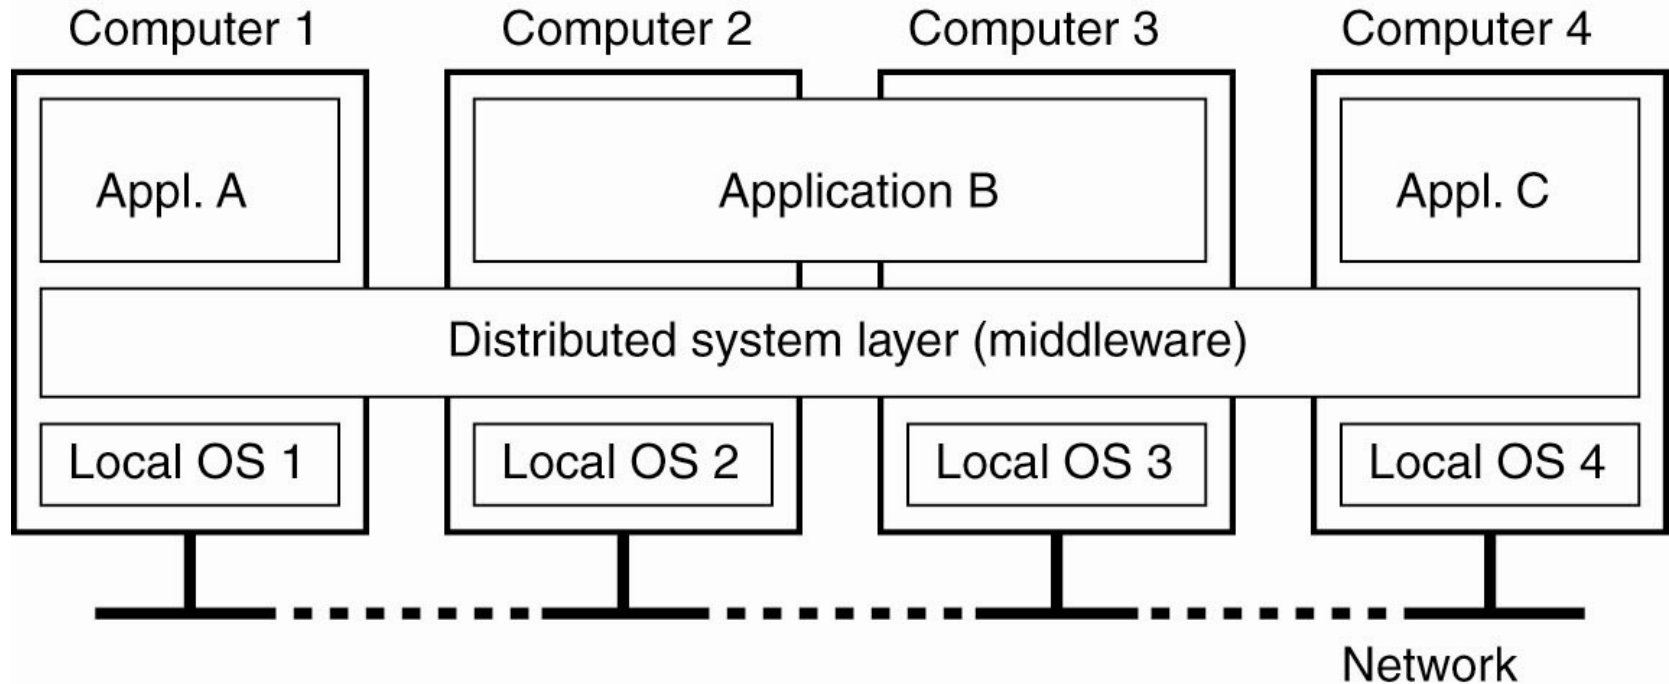 Computer 1
Computer 2
Computer 3
Computer 4
Appl. A
Application B
Appl. C
Distributed system layer (middleware)
Local OS 1
Local OS 2
Local OS 3
Local OS 4
Network